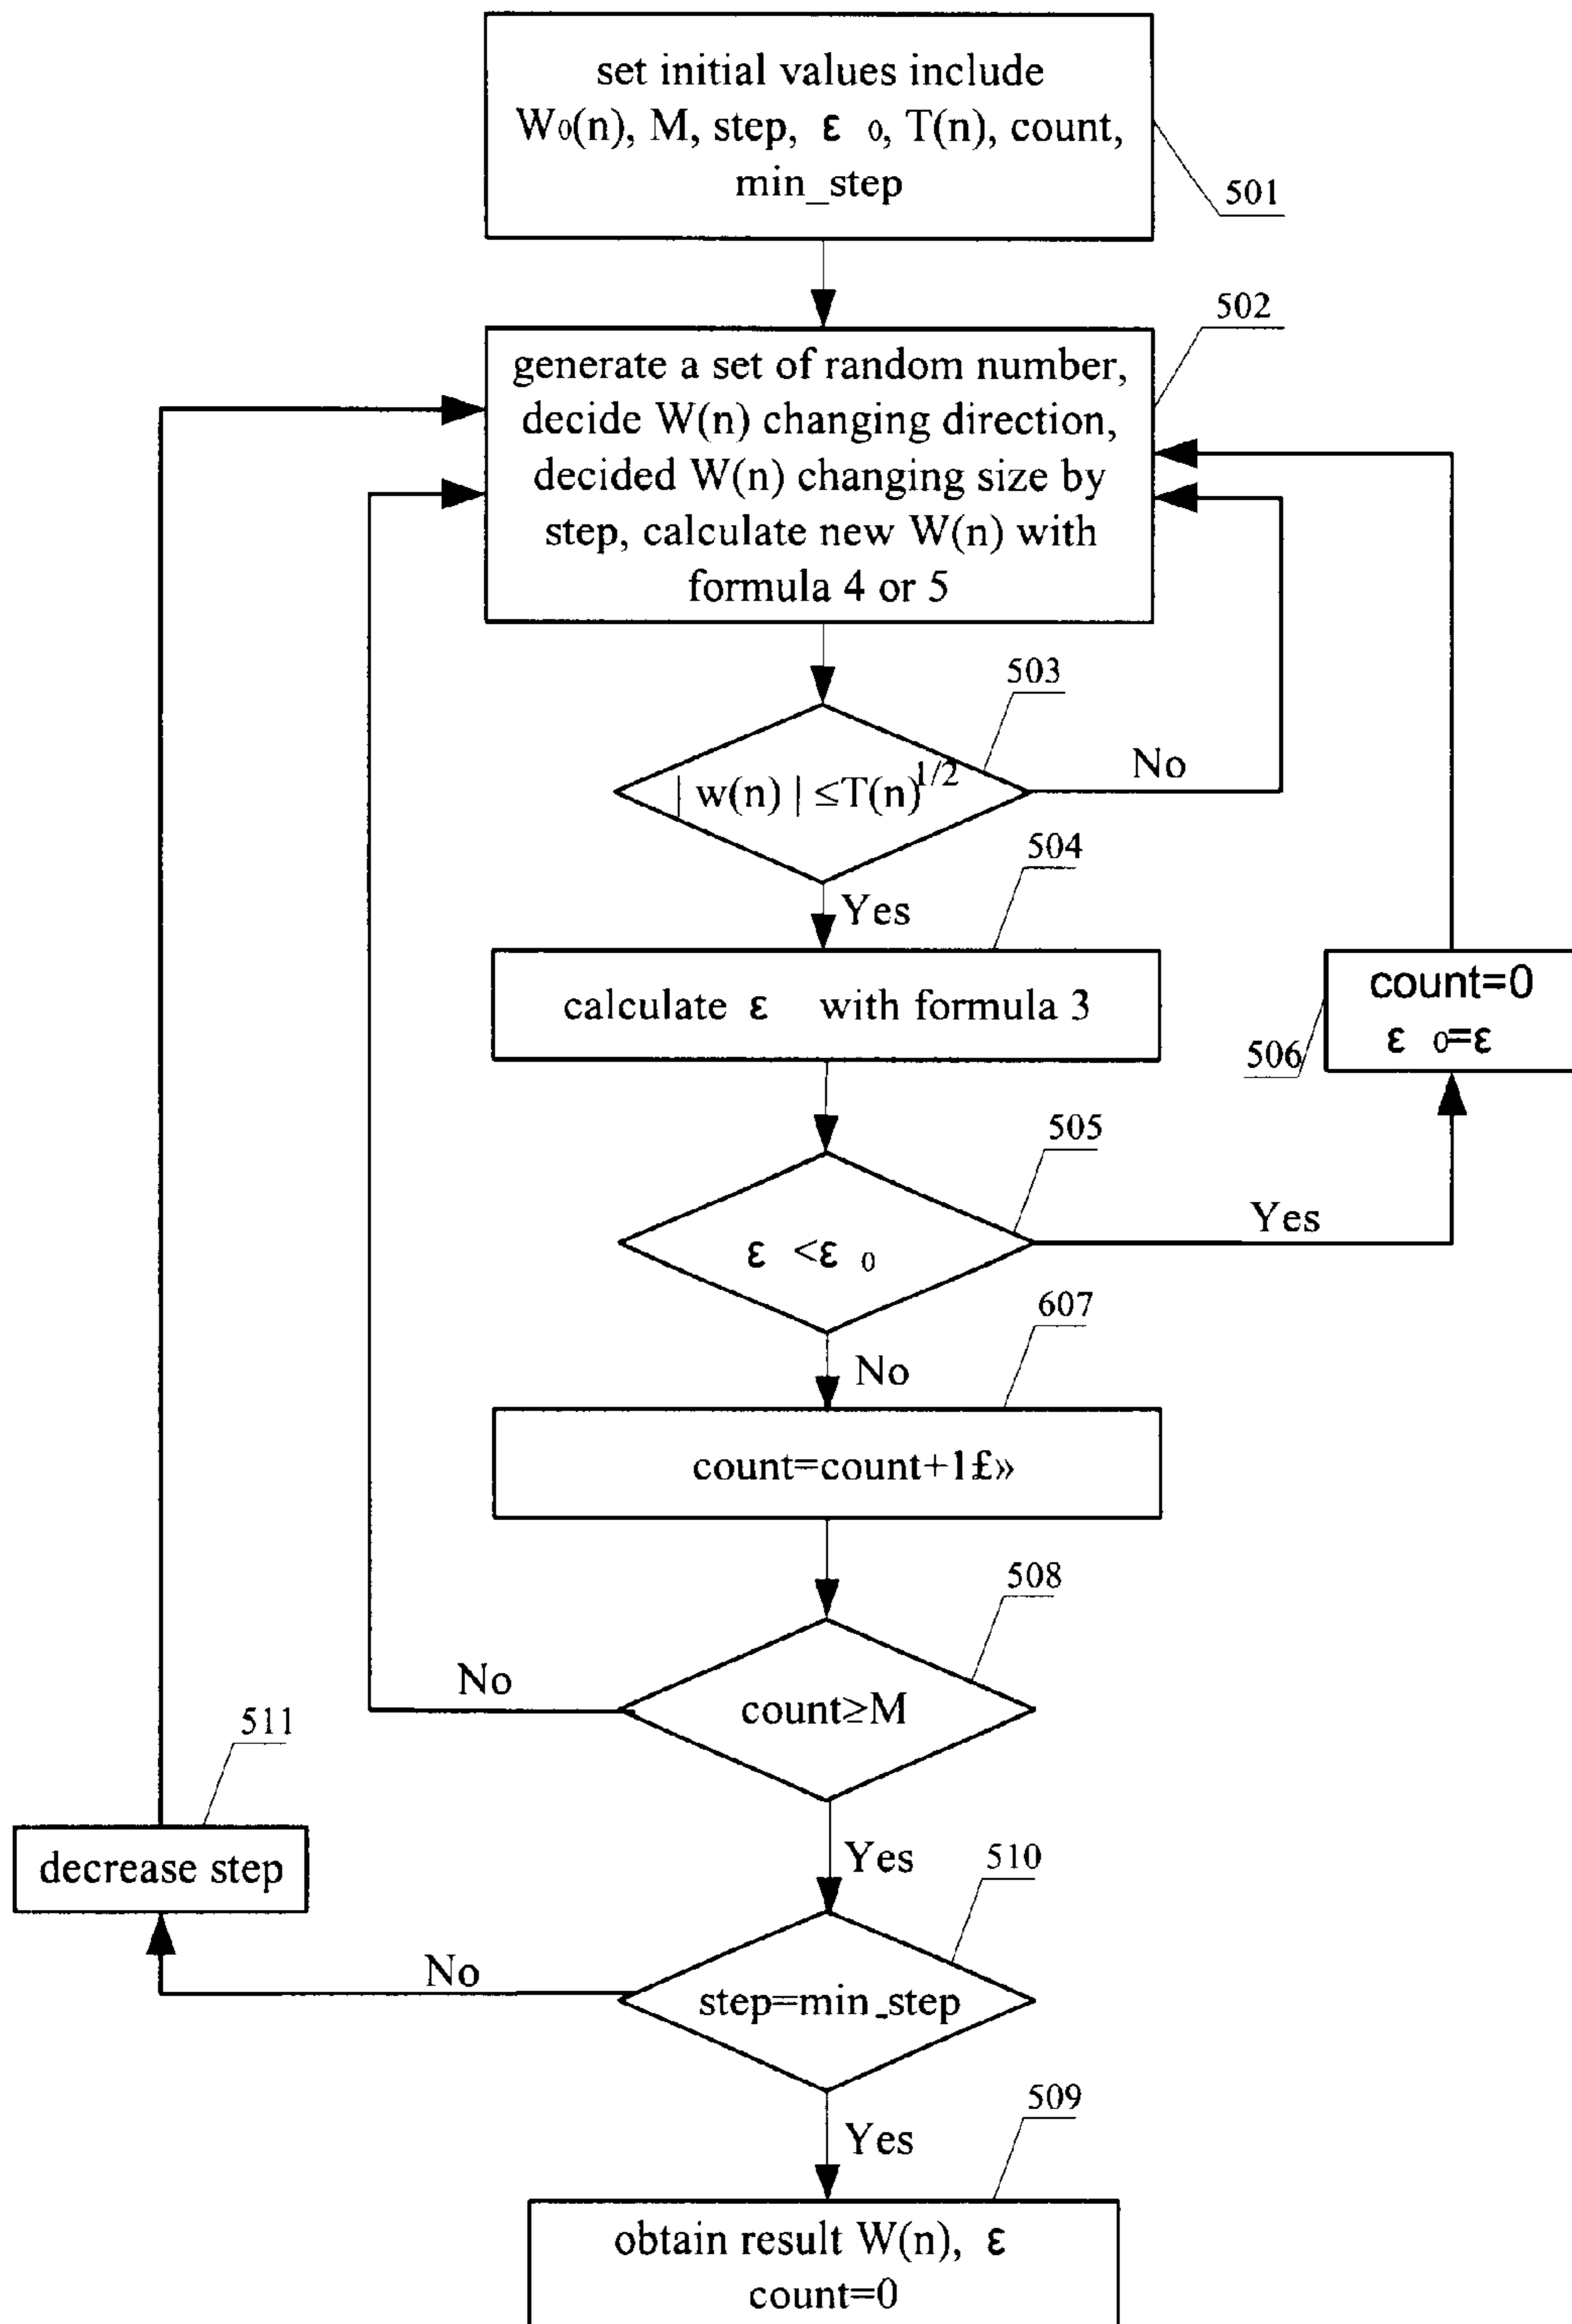 set initial values include
W₀(n), M, step, ε ₀, T(n), count,
min_step
501
502
generate a set of random number,
decide W(n) changing direction,
decided W(n) changing size by
step, calculate new W(n) with
formula 4 or 5
503
| w(n) | ≤T(n)^1/2
No
504
Yes
calculate ε with formula 3
count=0
ε ₀=ε
506
505
ε <ε ₀
Yes
607
No
count=count+1£»
508
count≥M
No
511
decrease step
Yes
510
step=min_step
No
509
Yes
obtain result W(n), ε
count=0